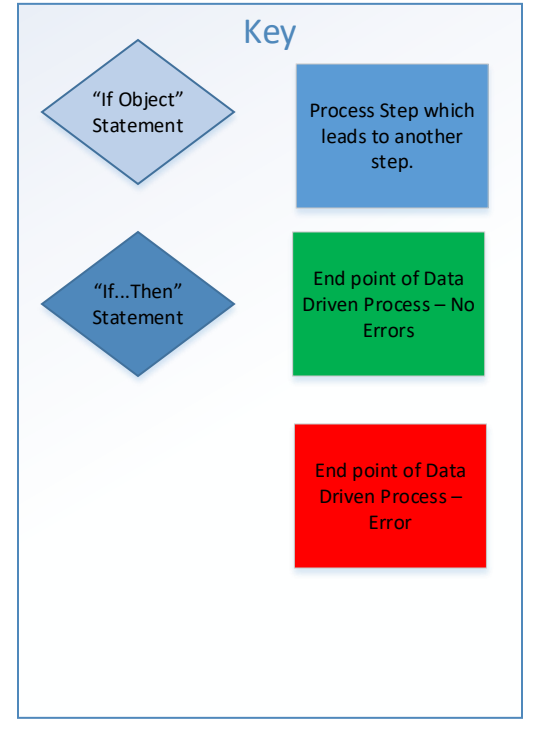 Key
“If Object”
Statement
Process Step which
leads to another
step.
“If...Then”
Statement
End point of Data
Driven Process – No
Errors
End point of Data
Driven Process –
Error